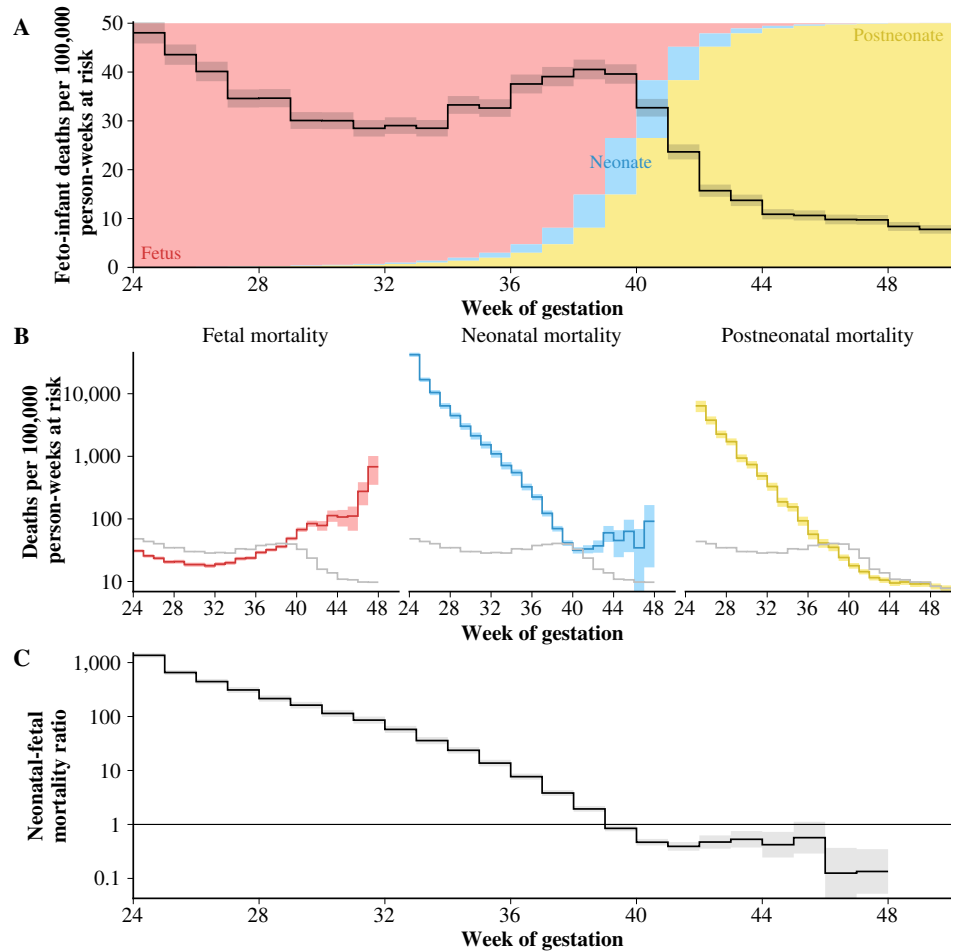 A
Feto-infant deaths per 100,000
person-weeks at risk
50
40
30
20
10
0
Postneonate
Neonate
Fetus
24
28
32
36
40
44
48
Week of gestation
B
Fetal mortality
Neonatal mortality
Postneonatal mortality
Deaths per 100,000
person-weeks at risk
10,000
1,000
100
10
24
28
32
36
40
44
48
24
28
32
36
40
44
48
24
28
32
36
40
44
48
Week of gestation
C
Neonatal-fetal
mortality ratio
1,000
100
10
1
0.1
24
28
32
36
40
44
48
Week of gestation